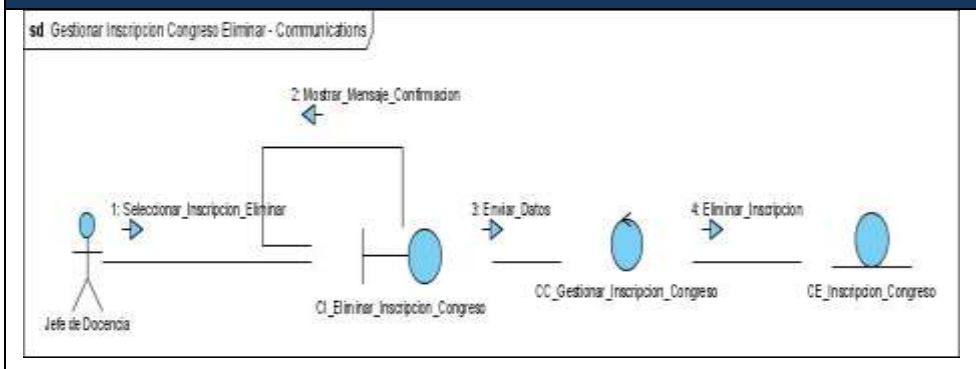 sd Gestionar Inscripcion Congreso Eliminar - Communications
2: Mostrar_Mensaje_Confirmacion
1: Seleccionar_Inscripcion_Eliminar
3: Enviar_Datos
4: Eliminar_Inscripcion
CI_Eliminar_Inscripcion_Congreso
CC_Gestionar_Inscripcion_Congreso
CE_Inscripcion_Congreso
Jefe de Docencia